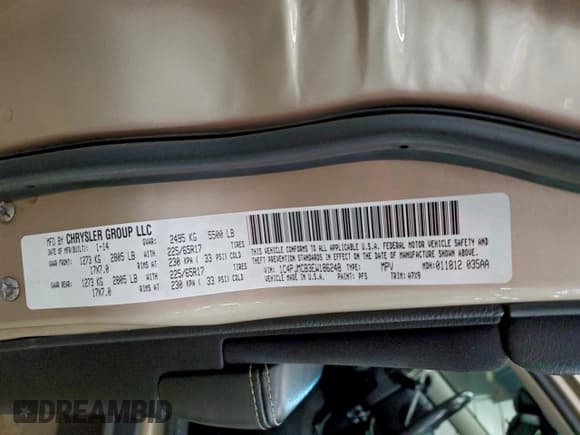 MFD BY CHRYSLER GROUP LLC
DATE OF MFR(BUILT): 1-14 GVWR: 2495 KG 5500 LB
GAWR FRONT: 1273 KG 2805 LB WITH 225/65R17 TIRES
17X7.0 RIMS AT 230 KPA ( 33 PSI) COLD
GAWR REAR: 1273 KG 2805 LB WITH 225/65R17 TIRES
17X7.0 RIMS AT 230 KPA ( 33 PSI) COLD
THIS VEHICLE CONFORMS TO ALL APPLICABLE U.S.A. FEDERAL MOTOR VEHICLE SAFETY AND
THEFT PREVENTION STANDARDS IN EFFECT ON THE DATE OF MANUFACTURE SHOWN ABOVE.
VIN: 1C4PJMCB3EW186248 TYPE: MPV MDH: 011812 035AA
VEHICLE MADE IN U.S.A. PAINT: PFS TRIM: A7X9
DREAMBID